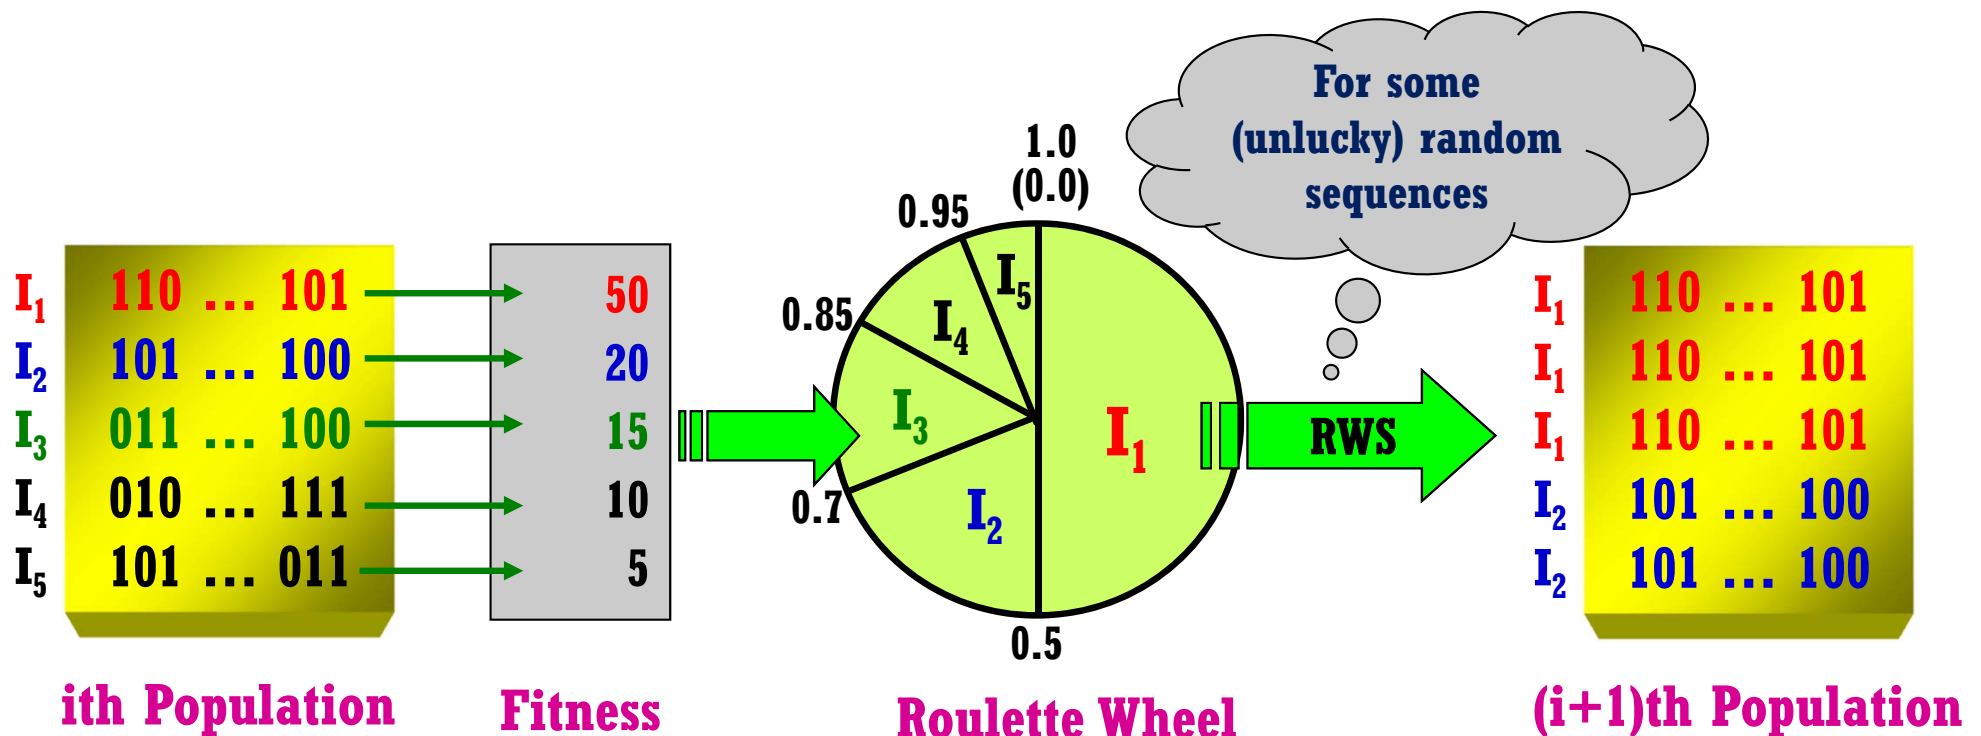 For some
(unlucky) random
sequences
I1 110 ... 101 50
I2 101 ... 100 20
I3 011 ... 100 15
I4 010 ... 111 10
I5 101 ... 011 5
1.0
(0.0)
0.95
0.85
0.7
0.5
I5
I4
I3
I2
I1
RWS
I1 110 ... 101
I1 110 ... 101
I1 110 ... 101
I2 101 ... 100
I2 101 ... 100
ith Population
Fitness
Roulette Wheel
(i+1)th Population